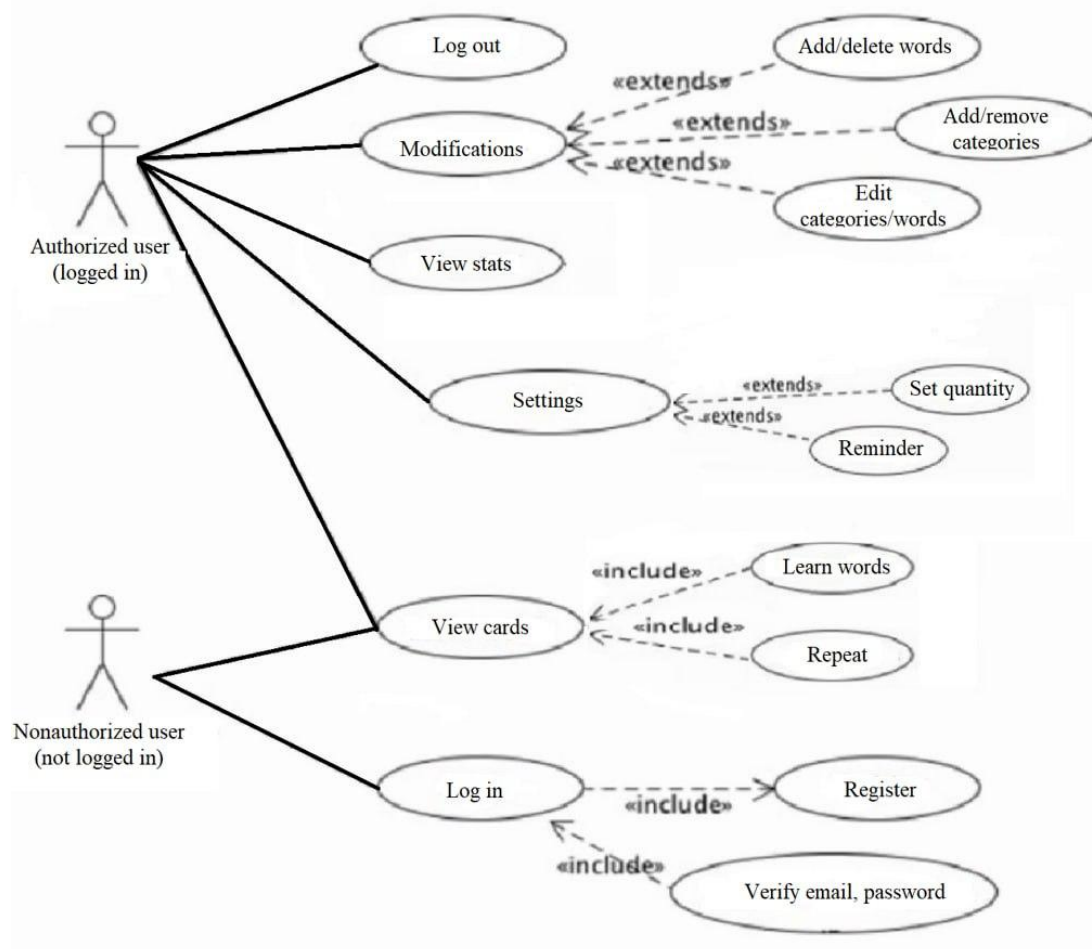 Log out
Add/delete words
«extends»
Modifications
«extends»
Add/remove
categories
«extends»
Edit
categories/words
Authorized user
(logged in)
View stats
Settings
«extends»
Set quantity
«extends»
Reminder
View cards
«include»
Learn words
«include»
Repeat
Nonauthorized user
(not logged in)
Log in
«include»
Register
«include»
Verify email, password